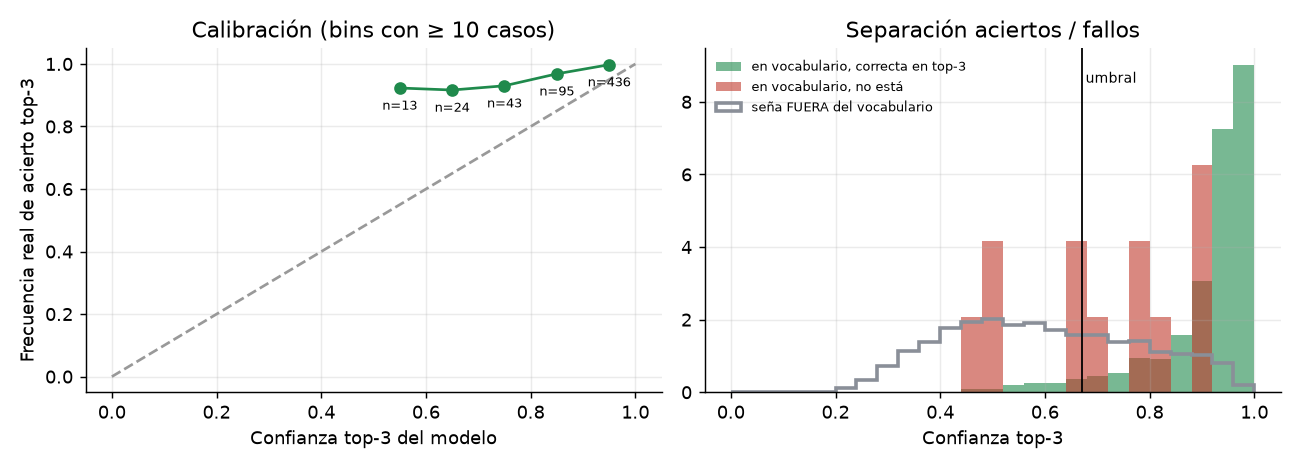 Calibración (bins con ≥ 10 casos)
Frecuencia real de acierto top-3
1.0
0.8
0.6
0.4
0.2
0.0
n=13
n=24
n=43
n=95
n=436
0.0 0.2 0.4 0.6 0.8 1.0
Confianza top-3 del modelo
Separación aciertos / fallos
en vocabulario, correcta en top-3
en vocabulario, no está
seña FUERA del vocabulario
umbral
8
6
4
2
0
0.0 0.2 0.4 0.6 0.8 1.0
Confianza top-3